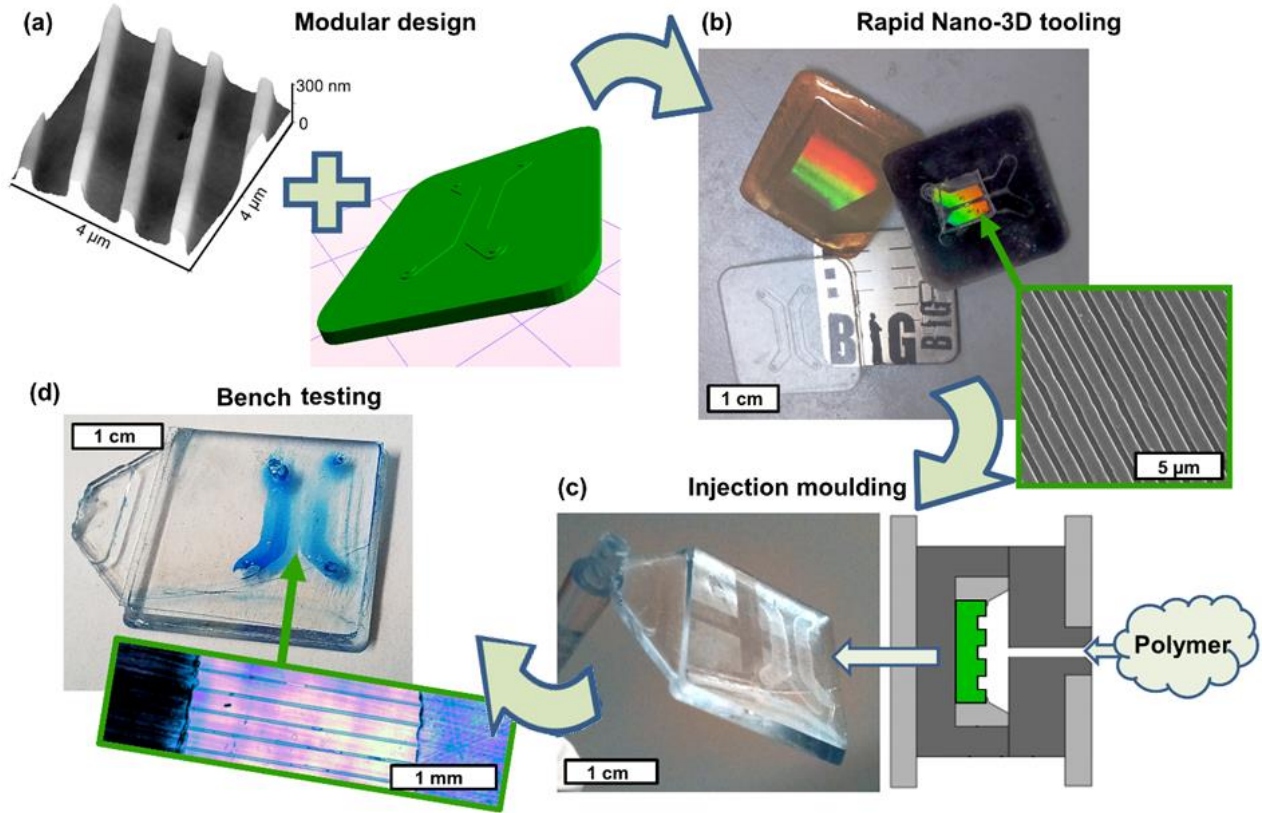 (a)
Modular design
300 nm
0
4 µm
4 µm
(b)
Rapid Nano-3D tooling
BIG
BIG
1 cm
5 µm
(c)
Injection moulding
Polymer
1 cm
(d)
Bench testing
1 cm
1 mm